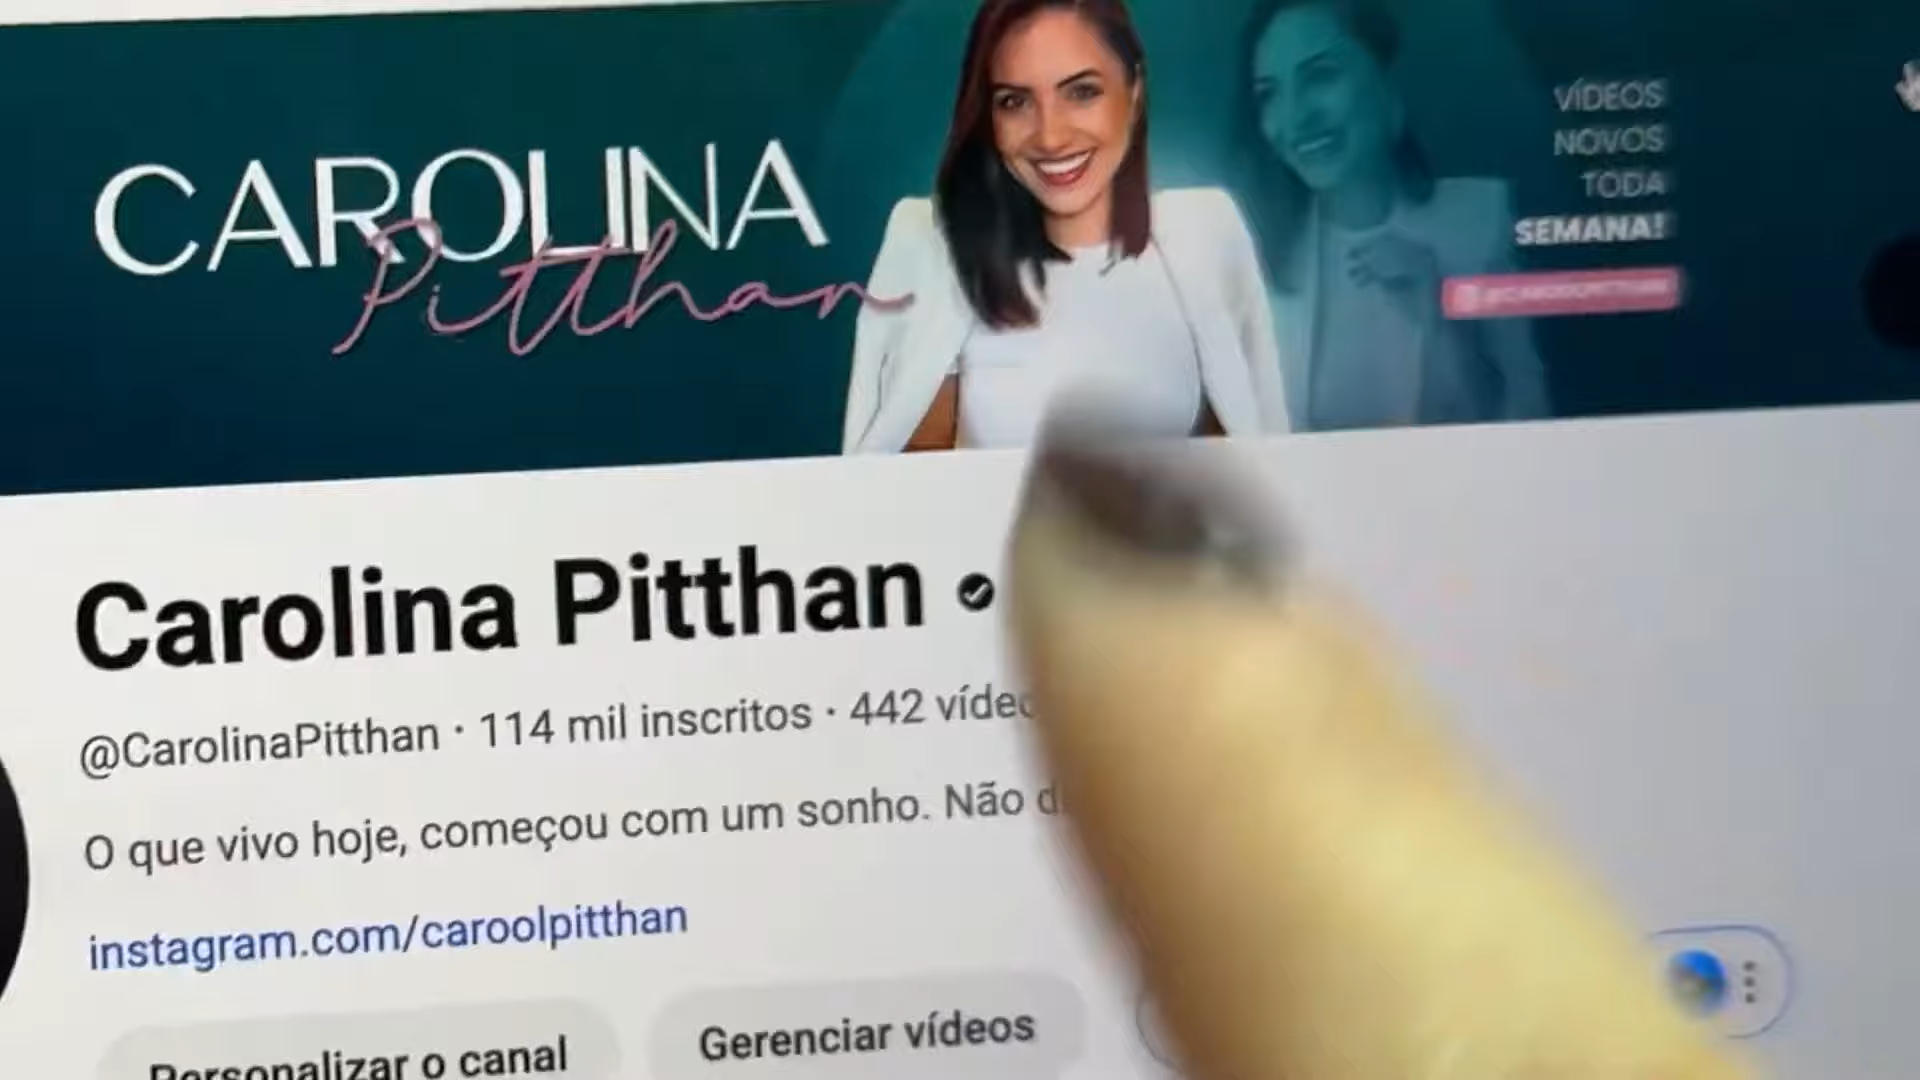 CAROLINA
Pitthan
VÍDEOS
NOVOS
TODA
SEMANA!
Carolina Pitthan
@CarolinaPitthan · 114 mil inscritos · 442 vídeo
O que vivo hoje, começou com um sonho. Não d
instagram.com/caroolpitthan
Personalizar o canal
Gerenciar vídeos